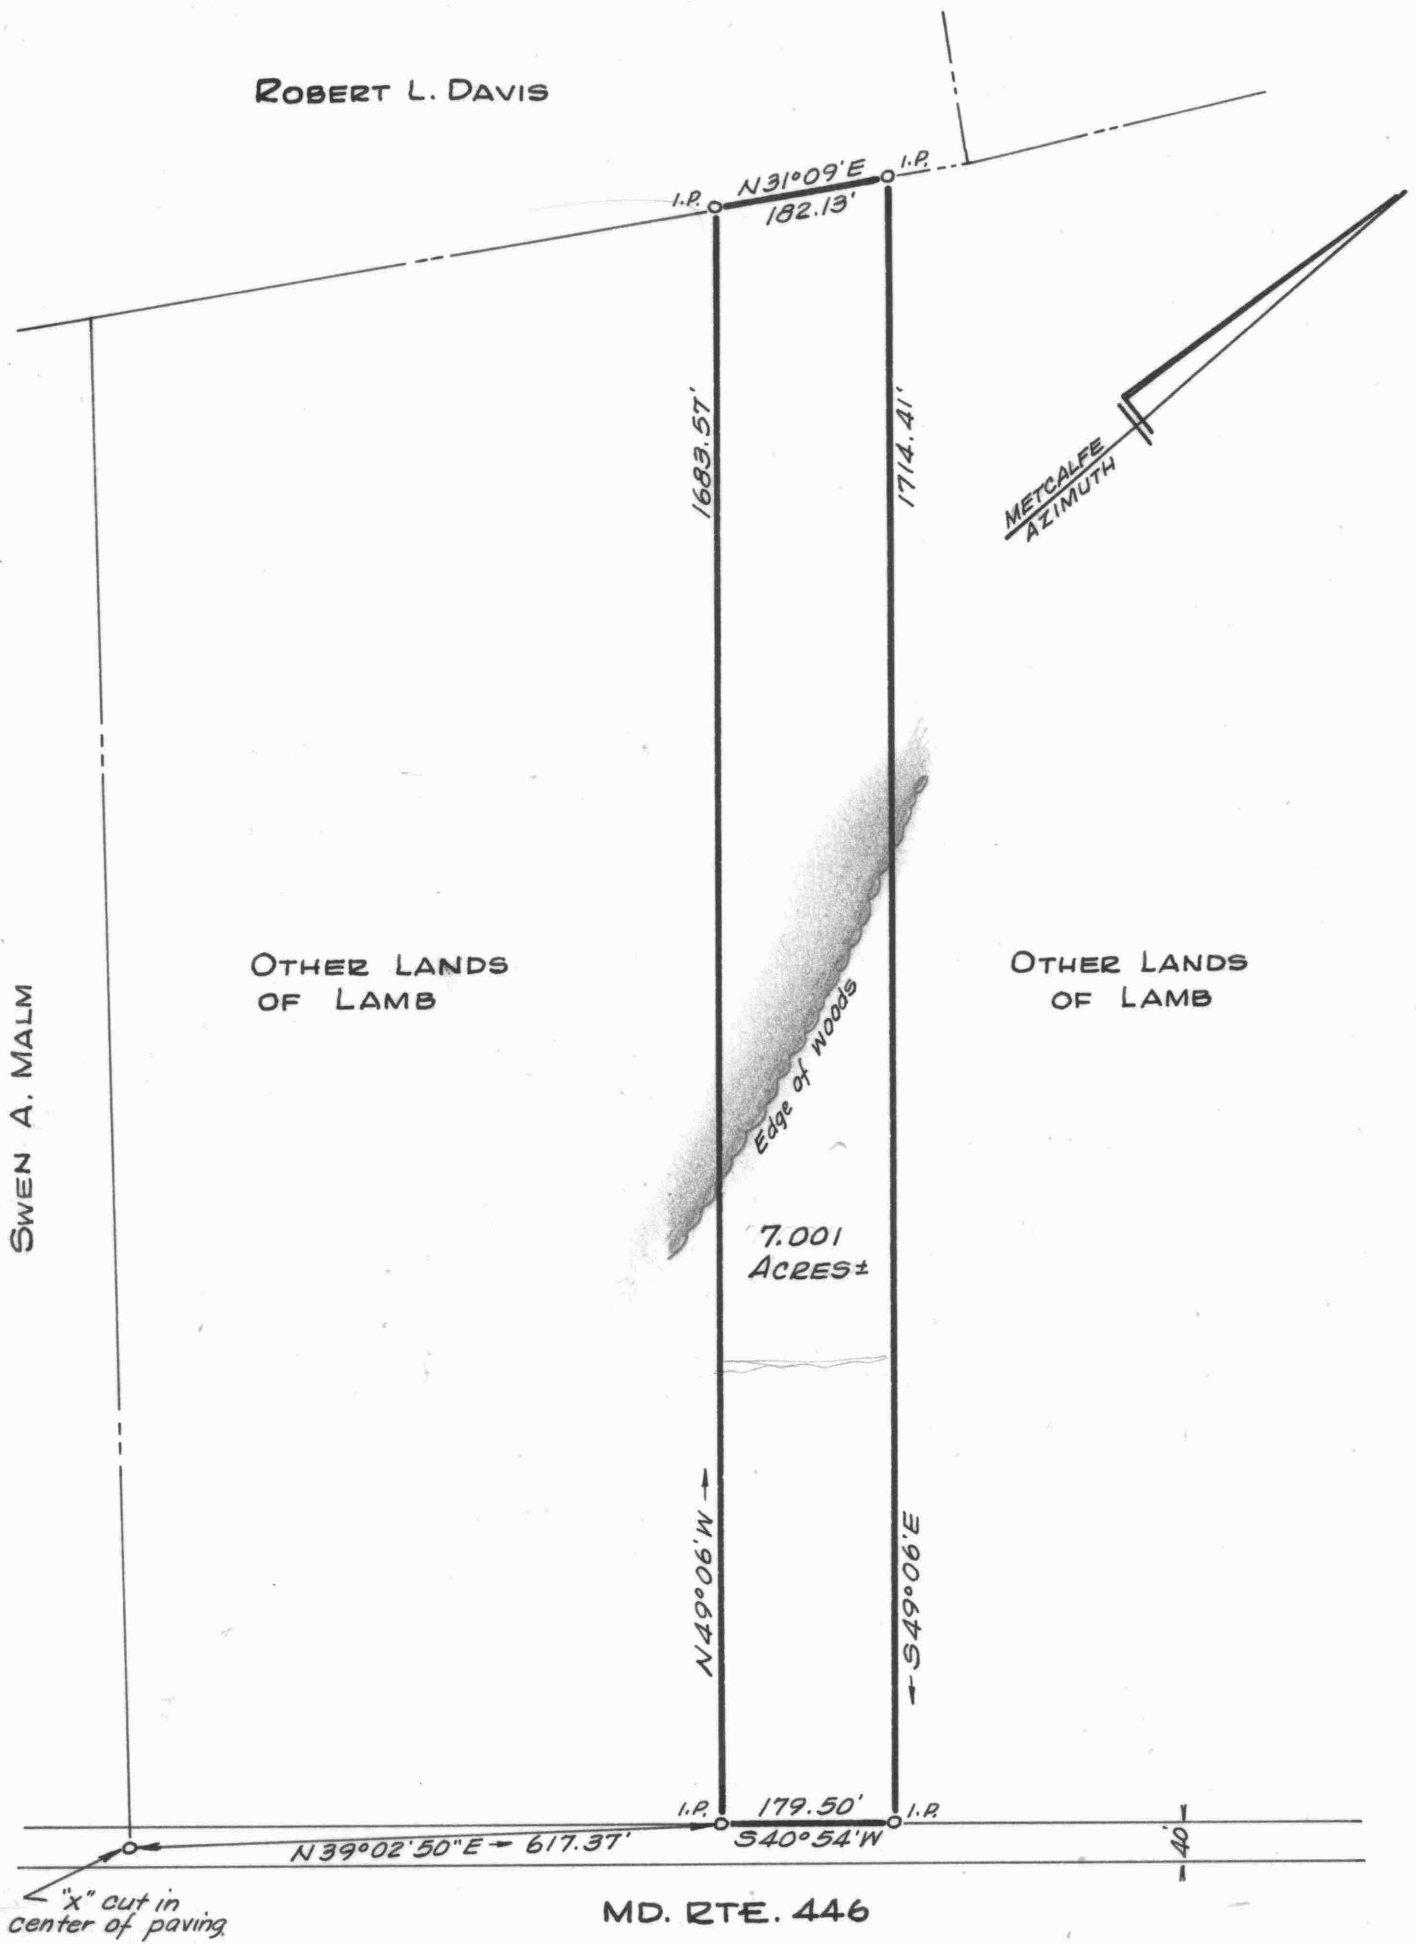 ROBERT L. DAVIS
I.P.
N31°09'E
I.P.
182.13'
1683.57'
1714.41'
METCALFE
AZIMUTH
OTHER LANDS
OF LAMB
OTHER LANDS
OF LAMB
SWEN A. MALM
Edge of Woods
7.001
ACRES±
N49°06'W →
← S49°06'E
I.P.
179.50'
I.P.
N39°02'50"E → 617.37'
S40°54'W
40'
"x" cut in
center of paving
MD. RTE. 446